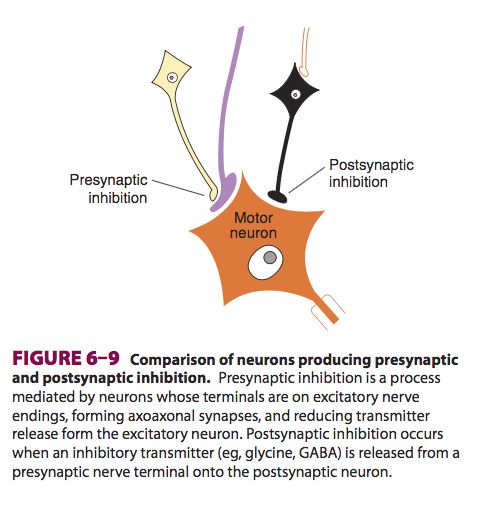 Presynaptic
inhibition
Postsynaptic
inhibition
Motor
neuron
FIGURE 6–9 Comparison of neurons producing presynaptic
and postsynaptic inhibition. Presynaptic inhibition is a process
mediated by neurons whose terminals are on excitatory nerve
endings, forming axoaxonal synapses, and reducing transmitter
release form the excitatory neuron. Postsynaptic inhibition occurs
when an inhibitory transmitter (eg, glycine, GABA) is released from a
presynaptic nerve terminal onto the postsynaptic neuron.